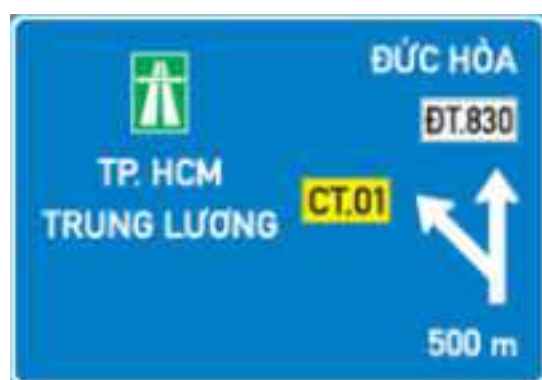 ĐỨC HÒA
ĐT.830
TP. HCM
TRUNG LƯƠNG
CT.01
500 m